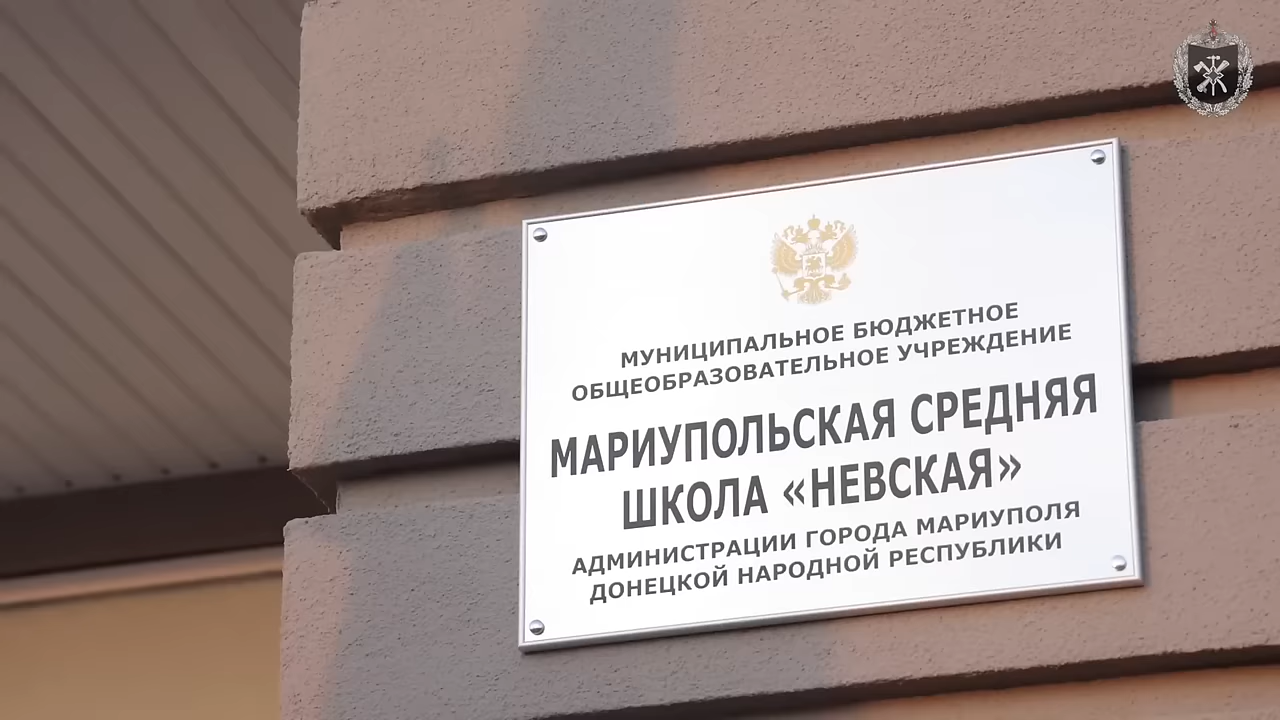 МУНИЦИПАЛЬНОЕ БЮДЖЕТНОЕ
ОБЩЕОБРАЗОВАТЕЛЬНОЕ УЧРЕЖДЕНИЕ
МАРИУПОЛЬСКАЯ СРЕДНЯЯ
ШКОЛА «НЕВСКАЯ»
АДМИНИСТРАЦИИ ГОРОДА МАРИУПОЛЯ
ДОНЕЦКОЙ НАРОДНОЙ РЕСПУБЛИКИ